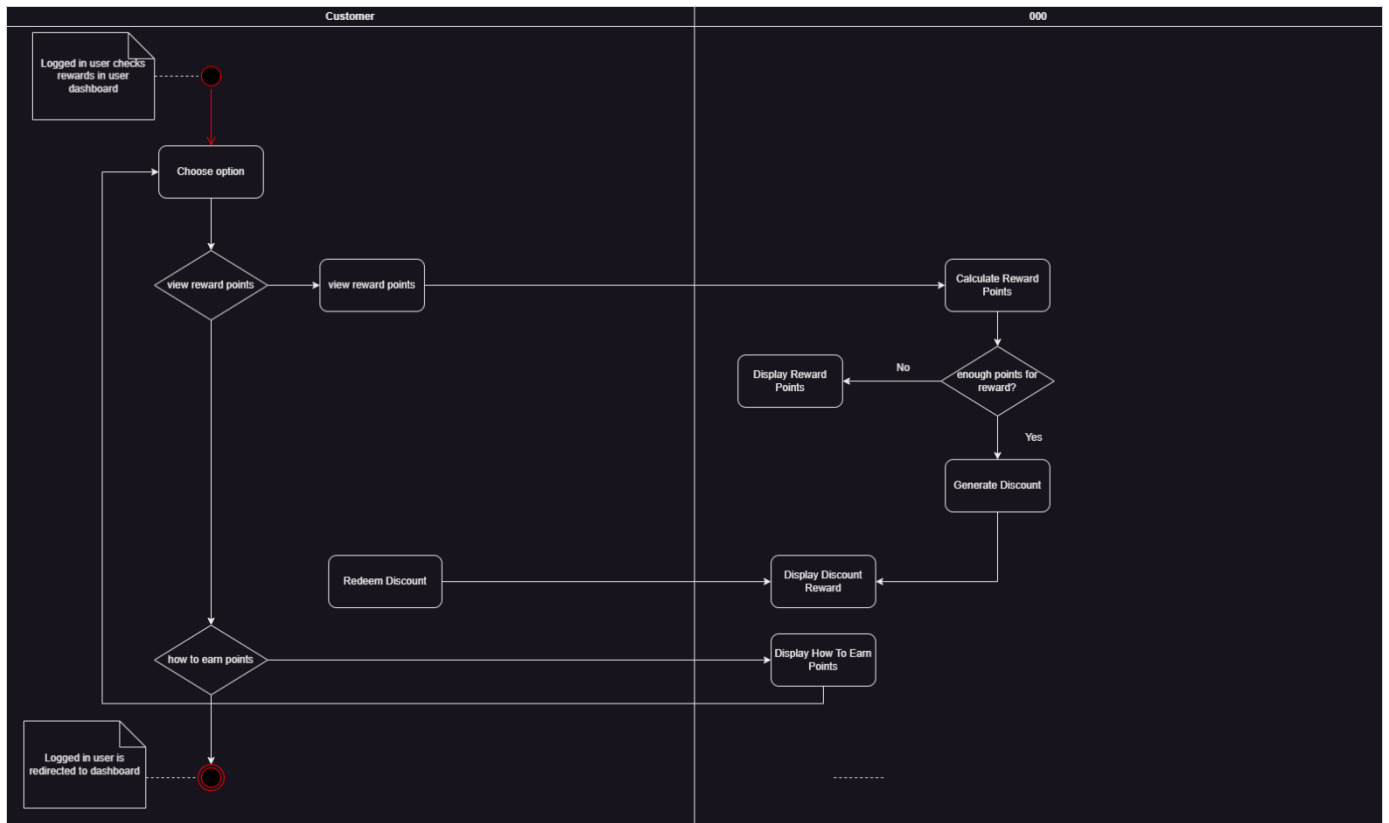 Customer
000
Logged in user checks
rewards in user
dashboard
Choose option
view reward points
view reward points
Calculate Reward
Points
enough points for
reward?
No
Display Reward
Points
Yes
Generate Discount
Redeem Discount
Display Discount
Reward
how to earn points
Display How To Earn
Points
Logged in user is
redirected to dashboard